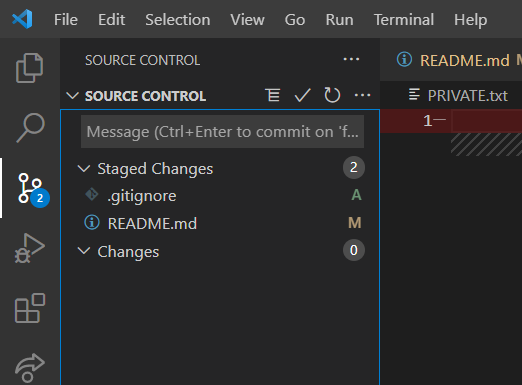 File Edit Selection View Go Run Terminal Help
SOURCE CONTROL ···
SOURCE CONTROL ···
Message (Ctrl+Enter to commit on 'f...
Staged Changes 2
.gitignore A
README.md M
Changes 0
2
README.md M
PRIVATE.txt
1—